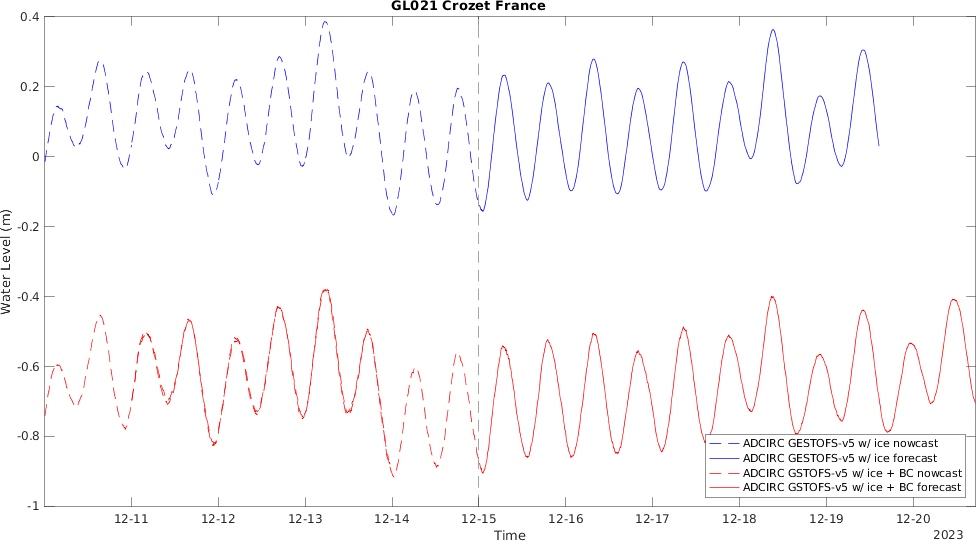 GL021 Crozet France
0.4
0.2
0
-0.2
-0.4
-0.6
-0.8
-1
Water Level (m)
ADCIRC GESTOFS-v5 w/ ice nowcast
ADCIRC GESTOFS-v5 w/ ice forecast
ADCIRC GSTOFS-v5 w/ ice + BC nowcast
ADCIRC GSTOFS-v5 w/ ice + BC forecast
12-11 12-12 12-13 12-14 12-15 12-16 12-17 12-18 12-19 12-20
Time
2023